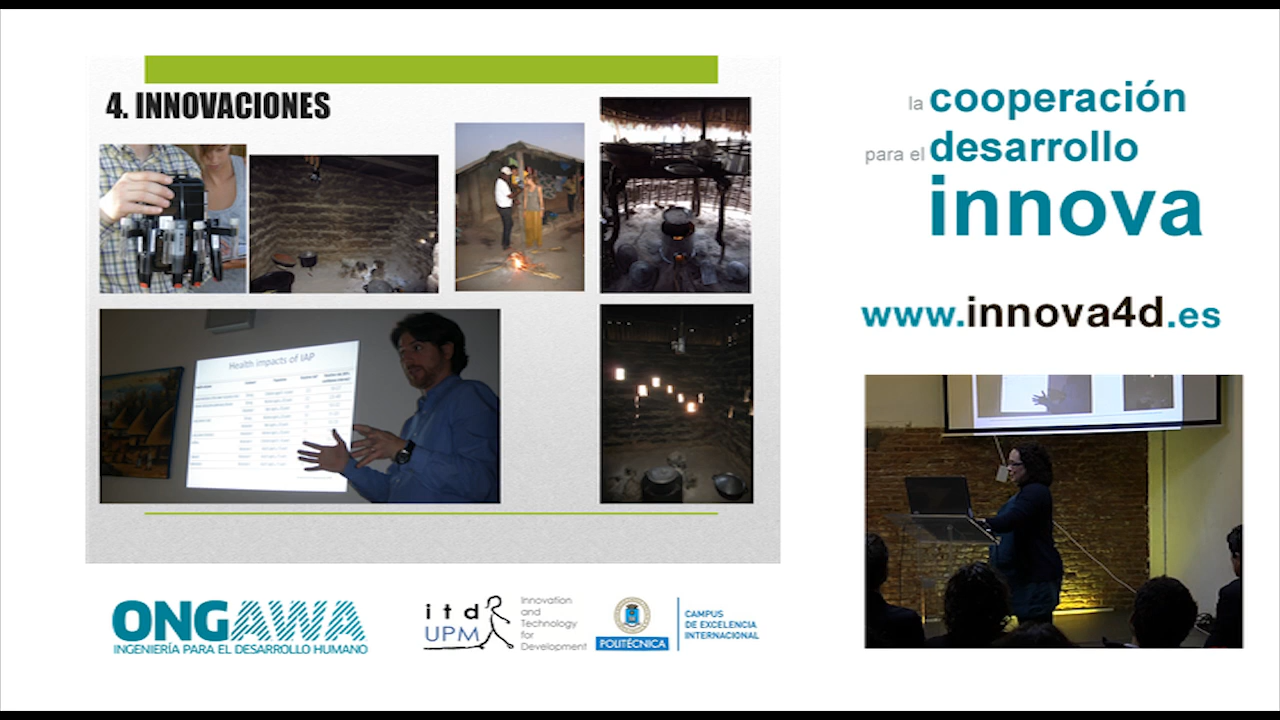 4. INNOVACIONES
Health impacts of IAP
la cooperación
para el desarrollo
innova
www.innova4d.es
ONGAWA
INGENIERÍA PARA EL DESARROLLO HUMANO
itd
UPM
Innovation
and
Technology
for
Development
POLITÉCNICA
CAMPUS
DE EXCELENCIA
INTERNACIONAL